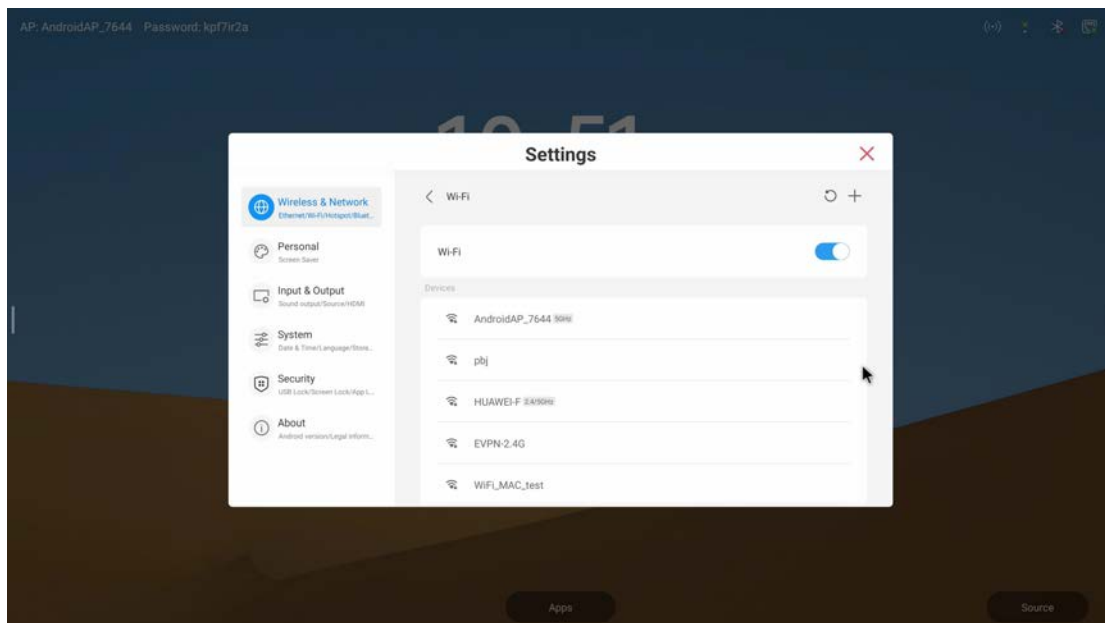 AP: AndroidAP_7644 Password: kpf7ir2a
Settings
Wireless & Network
Ethernet/Wi-Fi/Hotspot/Bluet...
Personal
Screen Saver
Input & Output
Sound output/Source/HDMI
System
Date & Time/Language/Stora...
Security
USB Lock/Screen Lock/App L...
About
Android version/Legal inform...
Wi-Fi
Wi-Fi
Devices
AndroidAP_7644 5GHz
pbj
HUAWEI-F 2.4/5GHz
EVPN-2.4G
WiFi_MAC_test
Apps
Source